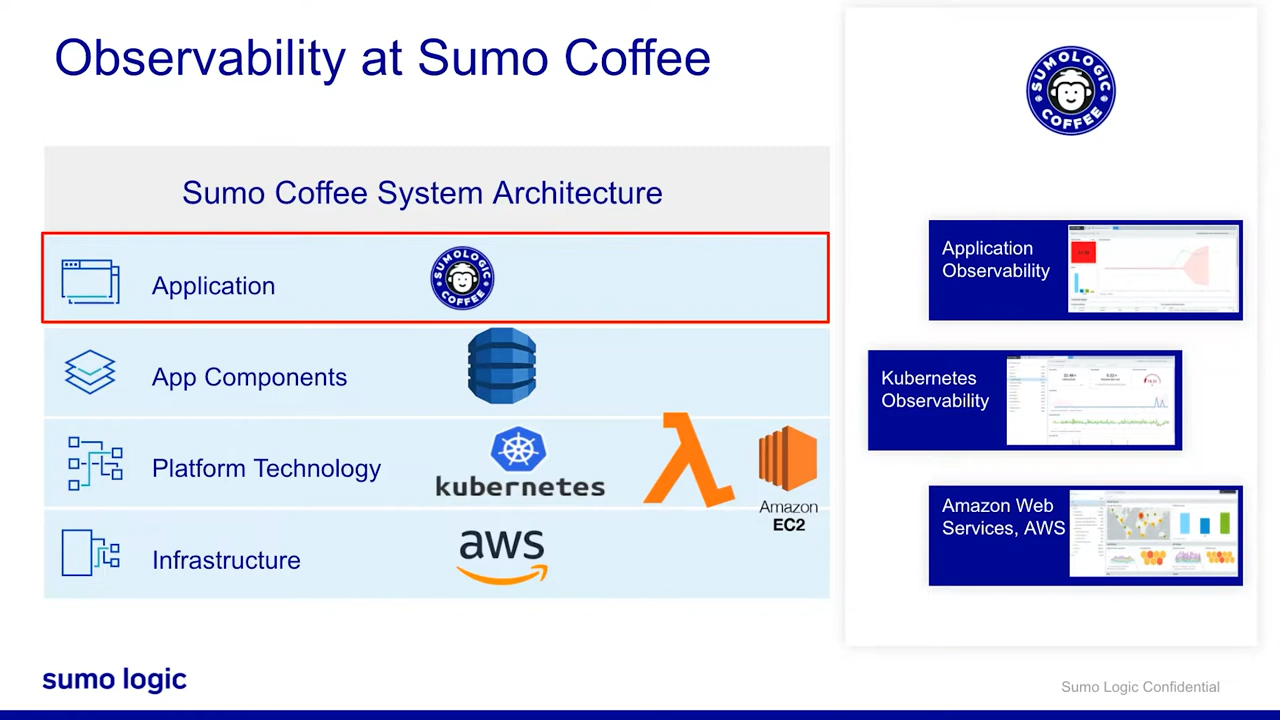 Observability at Sumo Coffee
SUMOLOGIC
COFFEE
Sumo Coffee System Architecture
Application
SUMOLOGIC
COFFEE
App Components
Platform Technology
kubernetes
Amazon
EC2
Infrastructure
aws
Application
Observability
Kubernetes
Observability
Amazon Web
Services, AWS
sumo logic
Sumo Logic Confidential